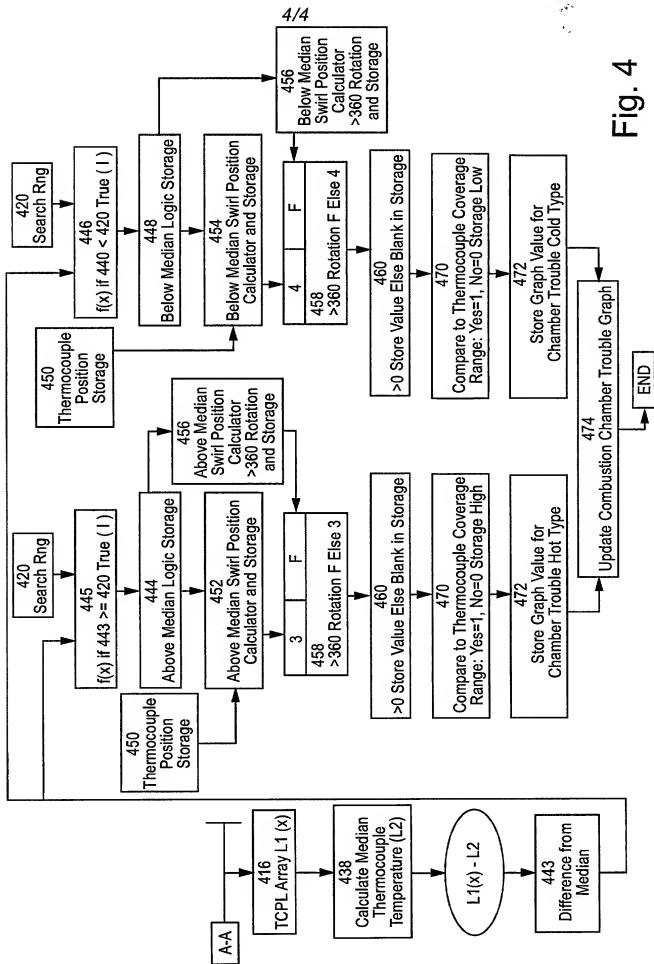 4/4
A-A
416
TCPL Array L1 (x)
438
Calculate Median
Thermocouple
Temperature (L2)
L1(x) - L2
443
Difference from
Median
420
Search Rng
445
f(x) if 443 >= 420 True ( I )
444
Above Median Logic Storage
450
Thermocouple
Position
Storage
452
Above Median Swirl Position
Calculator and Storage
456
Above Median
Swirl Position
Calculator
>360 Rotation
and Storage
3
F
458
>360 Rotation F Else 3
460
>0 Store Value Else Blank in Storage
470
Compare to Thermocouple Coverage
Range: Yes=1, No=0 Storage High
472
Store Graph Value for
Chamber Trouble Hot Type
420
Search Rng
446
f(x) if 440 < 420 True ( I )
448
Below Median Logic Storage
450
Thermocouple
Position
Storage
454
Below Median Swirl Position
Calculator and Storage
456
Below Median
Swirl Position
Calculator
>360 Rotation
and Storage
4
F
458
>360 Rotation F Else 4
460
>0 Store Value Else Blank in Storage
470
Compare to Thermocouple Coverage
Range: Yes=1, No=0 Storage Low
472
Store Graph Value for
Chamber Trouble Cold Type
474
Update Combustion Chamber Trouble Graph
END
Fig. 4